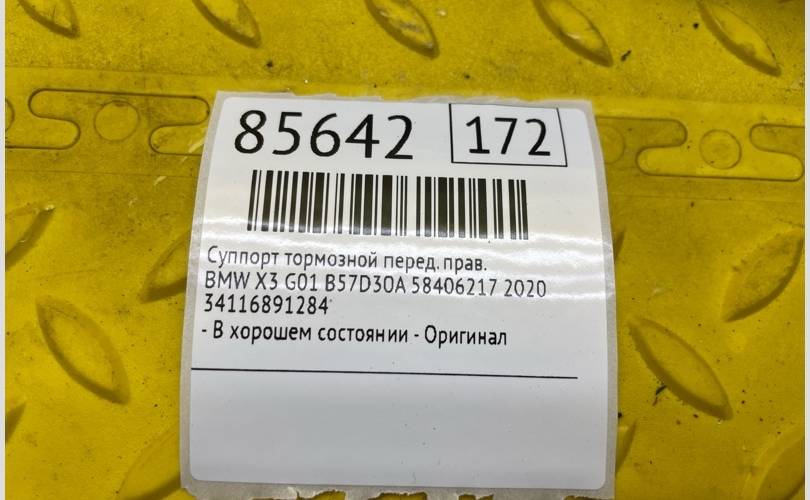 85642 172
Суппорт тормозной перед. прав.
BMW X3 G01 B57D30A 58406217 2020
34116891284
- В хорошем состоянии - Оригинал